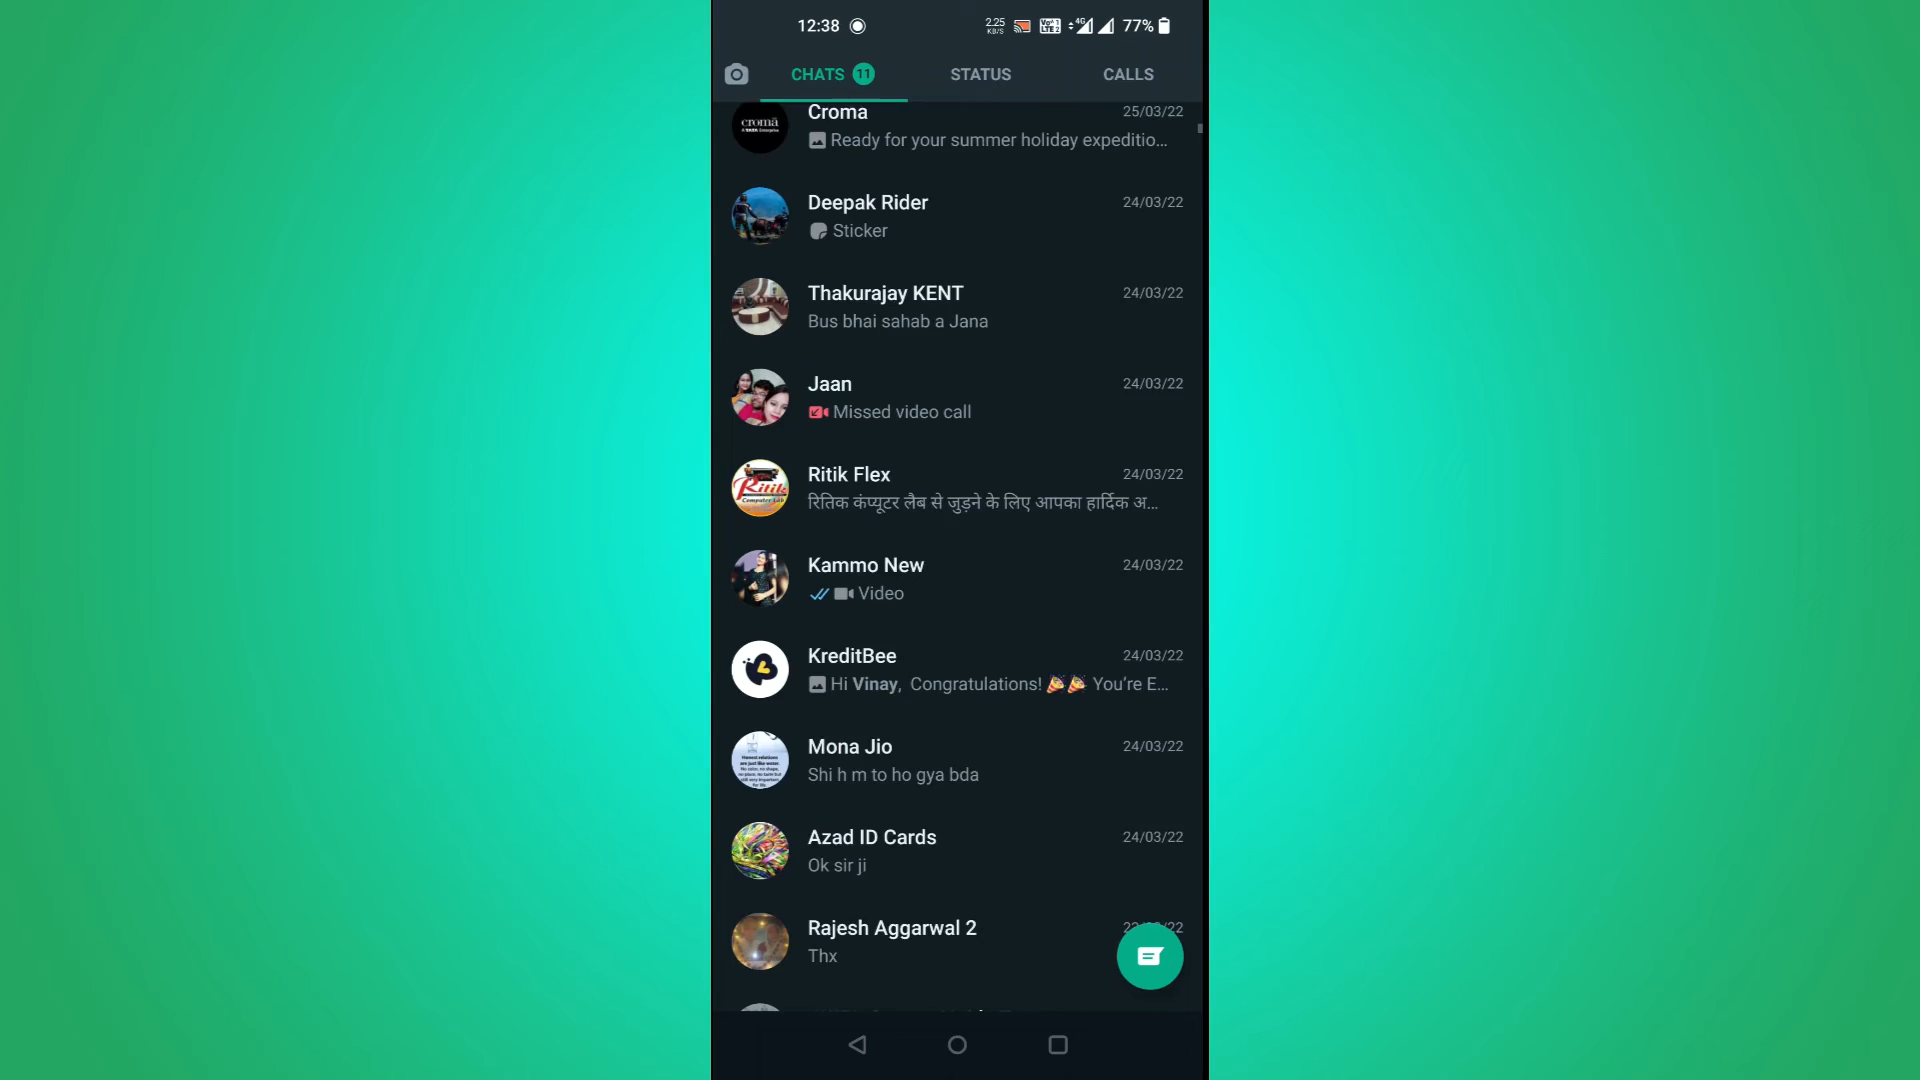 12:38 2.25 KB/S 4G 77%
CHATS 11 STATUS CALLS
Croma 25/03/22
Ready for your summer holiday expeditio...
Deepak Rider 24/03/22
Sticker
Thakurajay KENT 24/03/22
Bus bhai sahab a Jana
Jaan 24/03/22
Missed video call
Ritik Flex 24/03/22
रितिक कंप्यूटर लैब से जुड़ने के लिए आपका हार्दिक अ...
Kammo New 24/03/22
Video
KreditBee 24/03/22
Hi Vinay, Congratulations! 🎉🎉 You're E...
Mona Jio 24/03/22
Shi h m to ho gya bda
Azad ID Cards 24/03/22
Ok sir ji
Rajesh Aggarwal 2
Thx